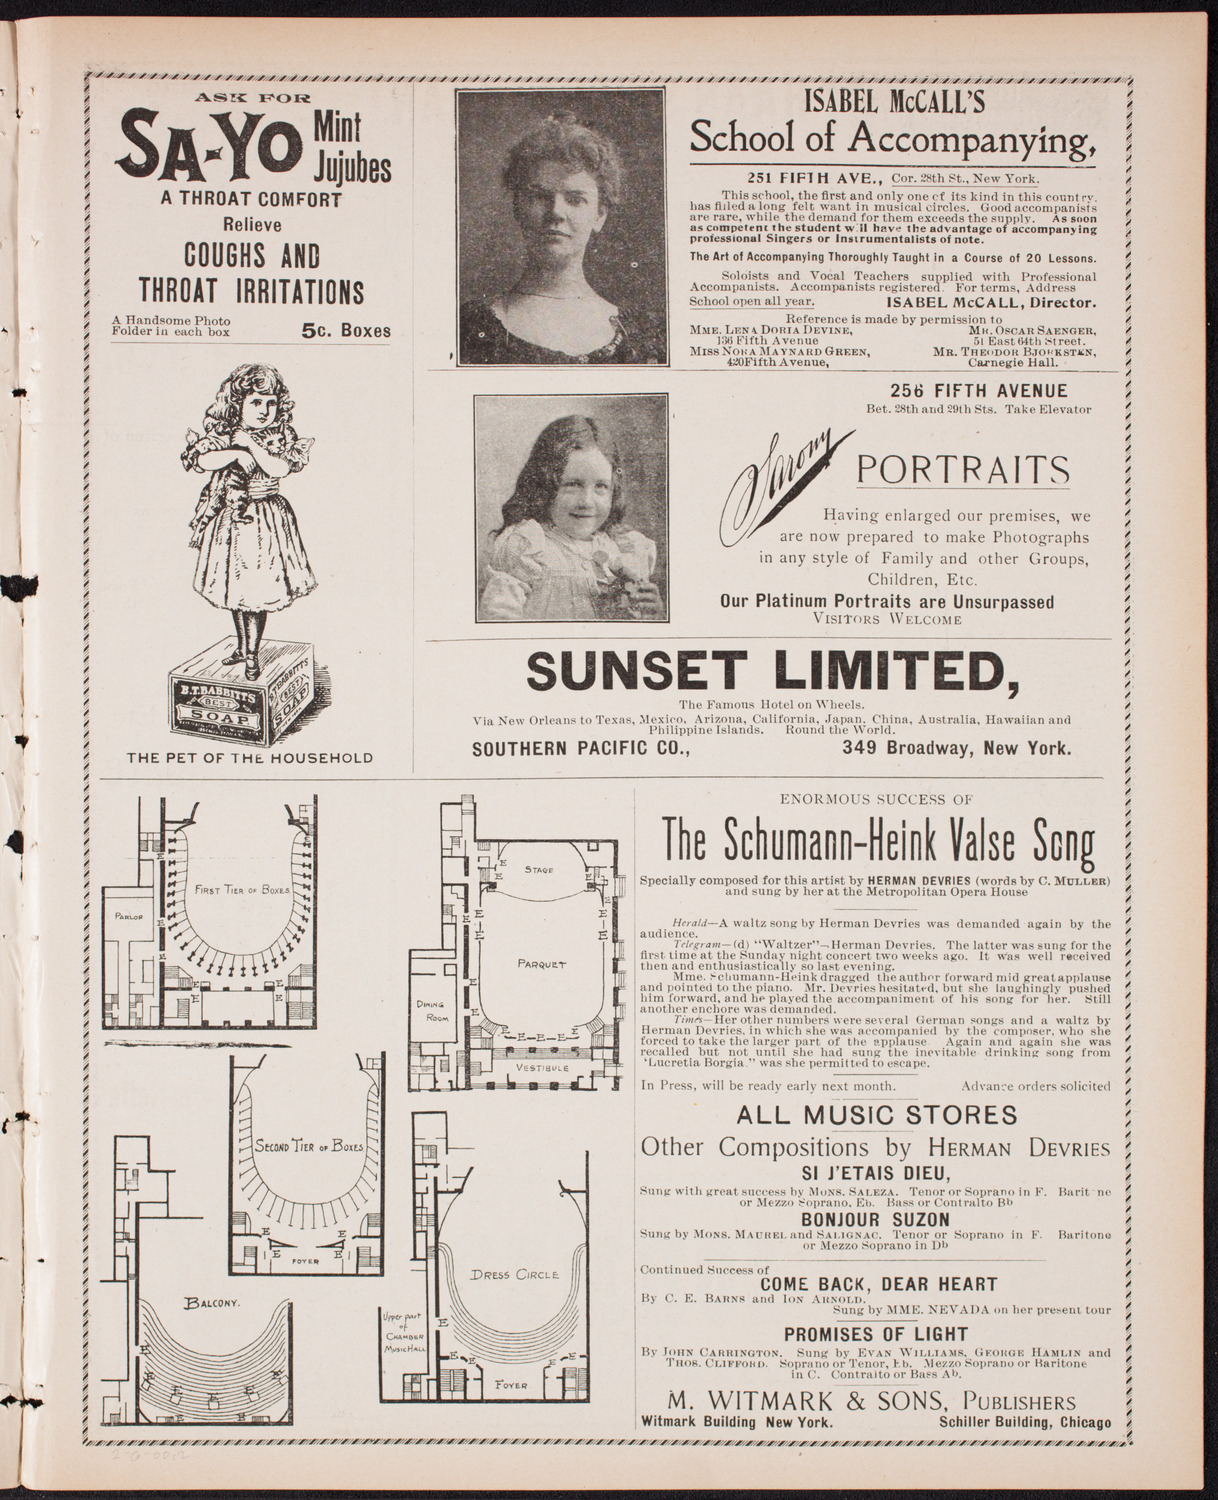 ASK FOR
SA-YO Mint
Jujubes
A THROAT COMFORT
Relieve
COUGHS AND
THROAT IRRITATIONS
A Handsome Photo
Folder in each box
5c. Boxes
B.T. BABBITT'S
BEST
SOAP
B.T. BABBITT'S
BEST
SOAP
THE PET OF THE HOUSEHOLD
ISABEL McCALL'S
School of Accompanying,
251 FIFTH AVE., Cor. 28th St., New York.
This school, the first and only one of its kind in this country,
has filled a long felt want in musical circles. Good accompanists
are rare, while the demand for them exceeds the supply. As soon
as competent the student will have the advantage of accompanying
professional Singers or Instrumentalists of note.
The Art of Accompanying Thoroughly Taught in a Course of 20 Lessons.
Soloists and Vocal Teachers supplied with Professional
Accompanists. Accompanists registered. For terms, Address
School open all year. ISABEL McCALL, Director.
Reference is made by permission to
MME. LENA DORIA DEVINE, MR. OSCAR SAENGER,
136 Fifth Avenue 51 East 64th Street.
MISS NORA MAYNARD GREEN, MR. THEODOR BJORKSTEN,
420 Fifth Avenue, Carnegie Hall.
256 FIFTH AVENUE
Bet. 28th and 29th Sts. Take Elevator
Sarony
PORTRAITS
Having enlarged our premises, we
are now prepared to make Photographs
in any style of Family and other Groups,
Children, Etc.
Our Platinum Portraits are Unsurpassed
VISITORS WELCOME
SUNSET LIMITED,
The Famous Hotel on Wheels.
Via New Orleans to Texas, Mexico, Arizona, California, Japan, China, Australia, Hawaiian and
Philippine Islands. Round the World.
SOUTHERN PACIFIC CO., 349 Broadway, New York.
FIRST TIER OF BOXES
PARLOR
E
E
E
E
STAGE
E
E
E
E
PARQUET
DINING
ROOM
E
E
E—E—E
VESTIBULE
SECOND TIER OF BOXES
E
E
E
E
FOYER
BALCONY.
E
E
E
E
E
E
DRESS CIRCLE
Upper part
of
CHAMBER
MUSIC HALL
E
E
E
E
E
FOYER
ENORMOUS SUCCESS OF
The Schumann-Heink Valse Song
Specially composed for this artist by HERMAN DEVRIES (words by C. MULLER)
and sung by her at the Metropolitan Opera House
Herald—A waltz song by Herman Devries was demanded again by the
audience.
Telegram—(d) "Waltzer"—Herman Devries. The latter was sung for the
first time at the Sunday night concert two weeks ago. It was well received
then and enthusiastically so last evening.
Mme. Schumann-Heink dragged the author forward mid great applause
and pointed to the piano. Mr. Devries hesitated, but she laughingly pushed
him forward, and he played the accompaniment of his song for her. Still
another enchore was demanded.
Times—Her other numbers were several German songs and a waltz by
Herman Devries, in which she was accompanied by the composer, who she
forced to take the larger part of the applause. Again and again she was
recalled but not until she had sung the inevitable drinking song from
'Lucretia Borgia." was she permitted to escape.
In Press, will be ready early next month. Advance orders solicited
ALL MUSIC STORES
Other Compositions by HERMAN DEVRIES
SI J'ETAIS DIEU,
Sung with great success by MONS. SALEZA. Tenor or Soprano in F. Baritone
or Mezzo Soprano, Eb. Bass or Contralto Bb
BONJOUR SUZON
Sung by MONS. MAUREL and SALIGNAC. Tenor or Soprano in F. Baritone
or Mezzo Soprano in Db
Continued Success of
COME BACK, DEAR HEART
By C. E. BARNS and ION ARNOLD.
Sung by MME. NEVADA on her present tour
PROMISES OF LIGHT
By JOHN CARRINGTON. Sung by EVAN WILLIAMS, GEORGE HAMLIN and
THOS. CLIFFORD. Soprano or Tenor, Eb. Mezzo Soprano or Baritone
in C. Contralto or Bass Ab.
M. WITMARK & SONS, PUBLISHERS
Witmark Building New York. Schiller Building, Chicago